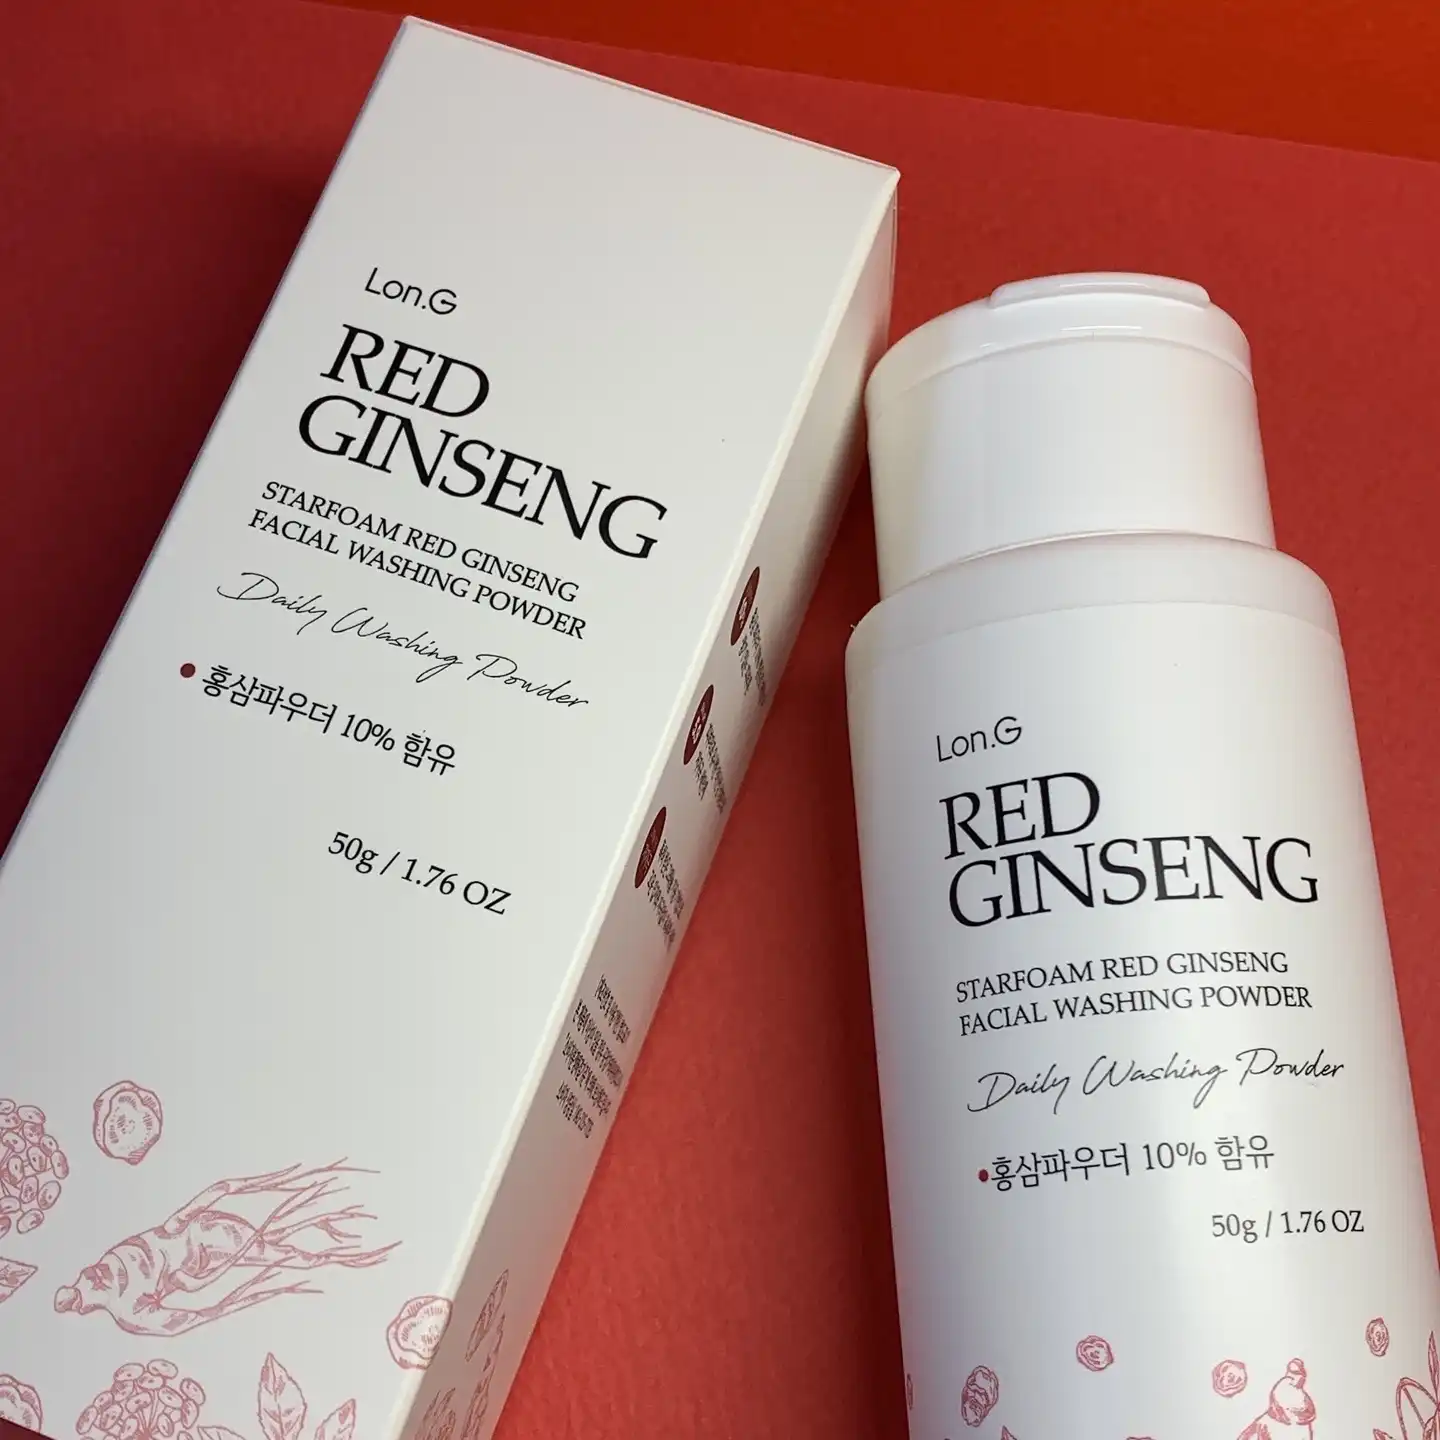 Lon.G
RED
GINSENG
STARFOAM RED GINSENG
FACIAL WASHING POWDER
Daily Washing Powder
홍삼파우더 10% 함유
50g / 1.76 OZ
Lon.G
RED
GINSENG
STARFOAM RED GINSENG
FACIAL WASHING POWDER
Daily Washing Powder
홍삼파우더 10% 함유
50g / 1.76 OZ